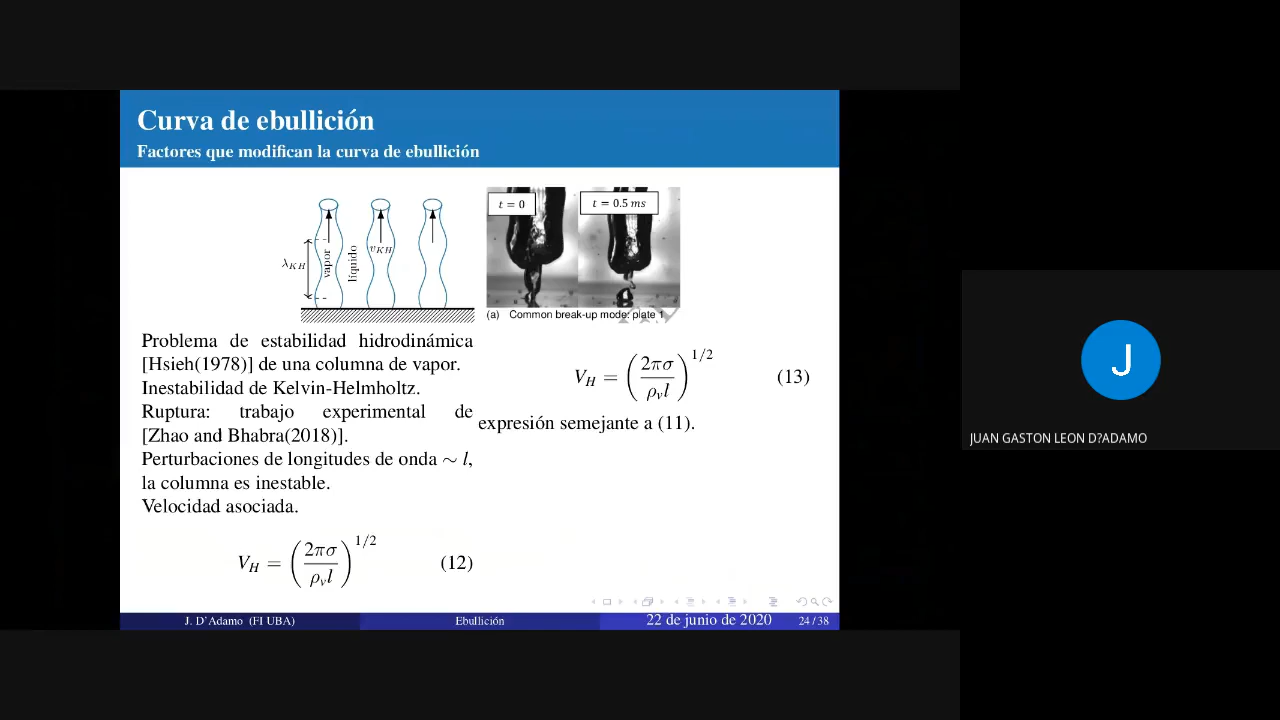 Curva de ebullición
Factores que modifican la curva de ebullición
λ_KH
vapor
líquido
v_KH
t = 0
t = 0.5 ms
(a) Common break-up mode: plate 1
Problema de estabilidad hidrodinámica
[Hsieh(1978)] de una columna de vapor.
Inestabilidad de Kelvin-Helmholtz.
Ruptura: trabajo experimental de
[Zhao and Bhabra(2018)].
Perturbaciones de longitudes de onda ∼ l,
la columna es inestable.
Velocidad asociada.
V_H = (2πσ / ρ_v l)^1/2 (12)
V_H = (2πσ / ρ_v l)^1/2 (13)
expresión semejante a (11).
J. D'Adamo (FI UBA)
Ebullición
22 de junio de 2020
24 / 38
J
JUAN GASTON LEON D?ADAMO